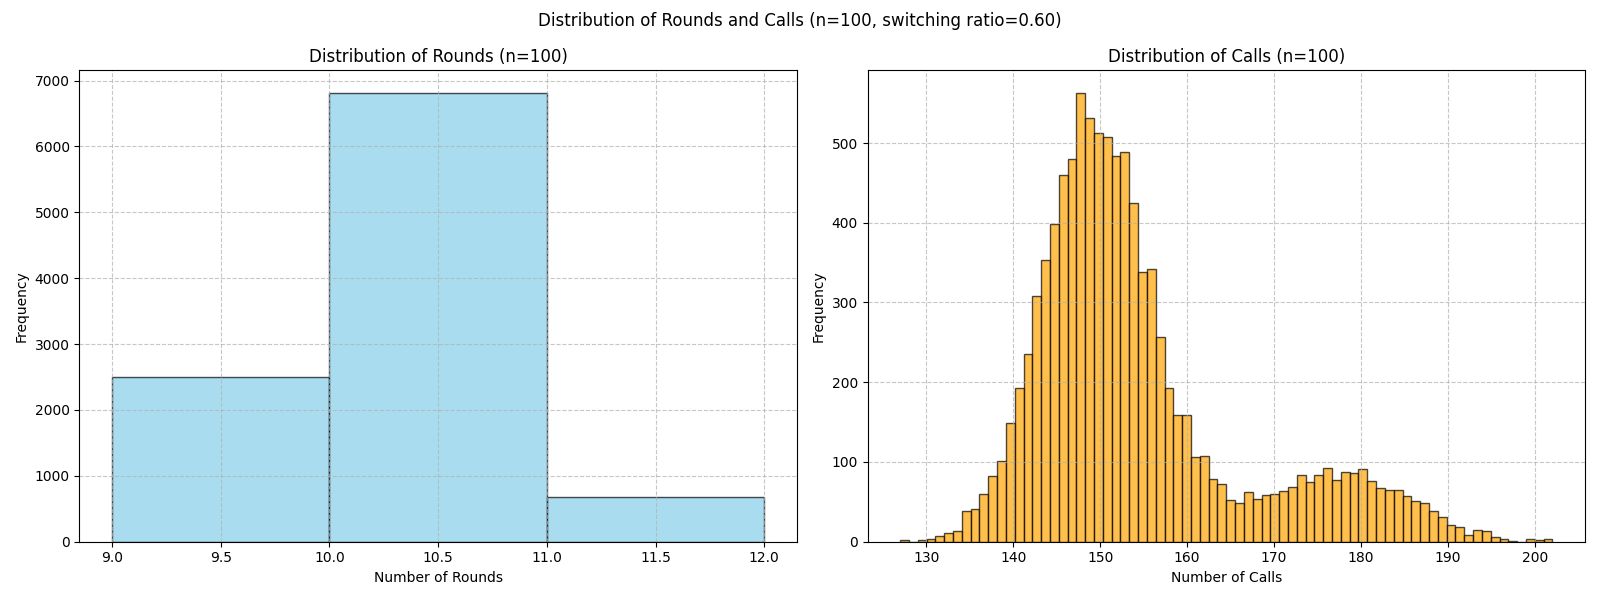 Distribution of Rounds and Calls (n=100, switching ratio=0.60)
Distribution of Rounds (n=100)
7000
6000
5000
4000
3000
2000
1000
0
Frequency
9.0 9.5 10.0 10.5 11.0 11.5 12.0
Number of Rounds
Distribution of Calls (n=100)
500
400
300
200
100
0
Frequency
130 140 150 160 170 180 190 200
Number of Calls